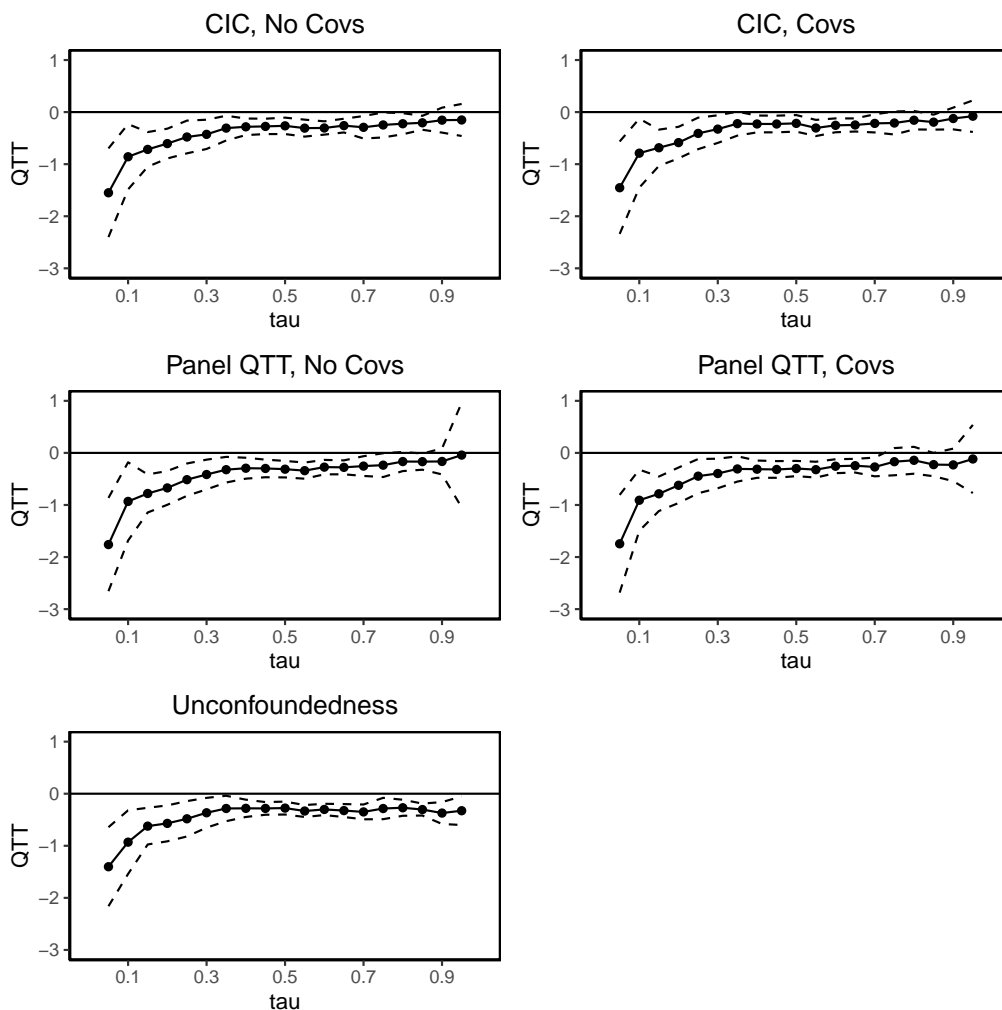 CIC, No Covs
1
0
−1
−2
−3
QTT
0.1 0.3 0.5 0.7 0.9
tau
CIC, Covs
1
0
−1
−2
−3
QTT
0.1 0.3 0.5 0.7 0.9
tau
Panel QTT, No Covs
1
0
−1
−2
−3
QTT
0.1 0.3 0.5 0.7 0.9
tau
Panel QTT, Covs
1
0
−1
−2
−3
QTT
0.1 0.3 0.5 0.7 0.9
tau
Unconfoundedness
1
0
−1
−2
−3
QTT
0.1 0.3 0.5 0.7 0.9
tau